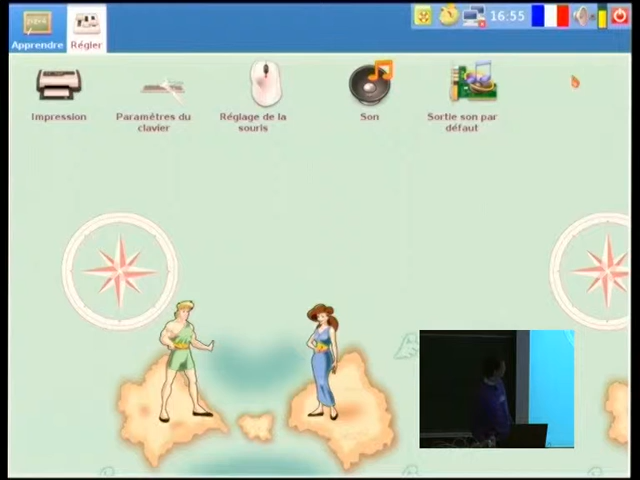 16:55
Apprendre
Régler
Impression
Paramètres du
clavier
Réglage de la
souris
Son
Sortie son par
défaut